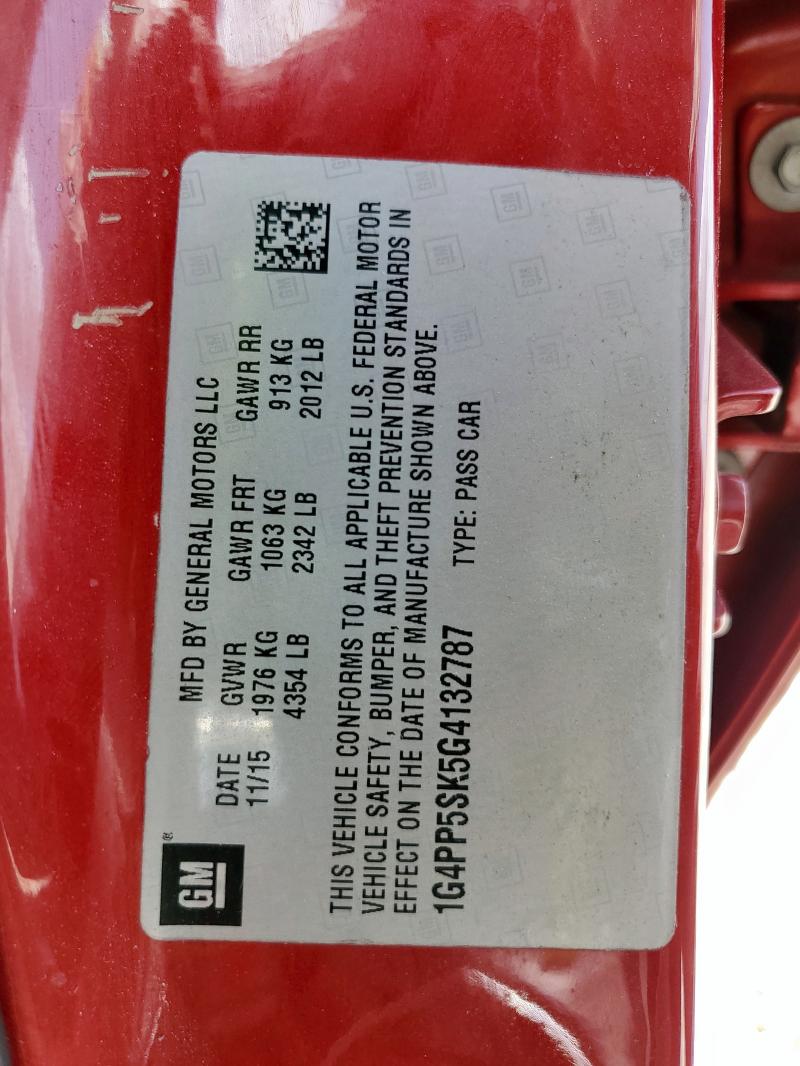 GM®
MFD BY GENERAL MOTORS LLC
DATE GVWR GAWR FRT GAWR RR
11/15 1976 KG 1063 KG 913 KG
4354 LB 2342 LB 2012 LB
THIS VEHICLE CONFORMS TO ALL APPLICABLE U.S. FEDERAL MOTOR
VEHICLE SAFETY, BUMPER, AND THEFT PREVENTION STANDARDS IN
EFFECT ON THE DATE OF MANUFACTURE SHOWN ABOVE.
1G4PP5SK5G4132787 TYPE: PASS CAR